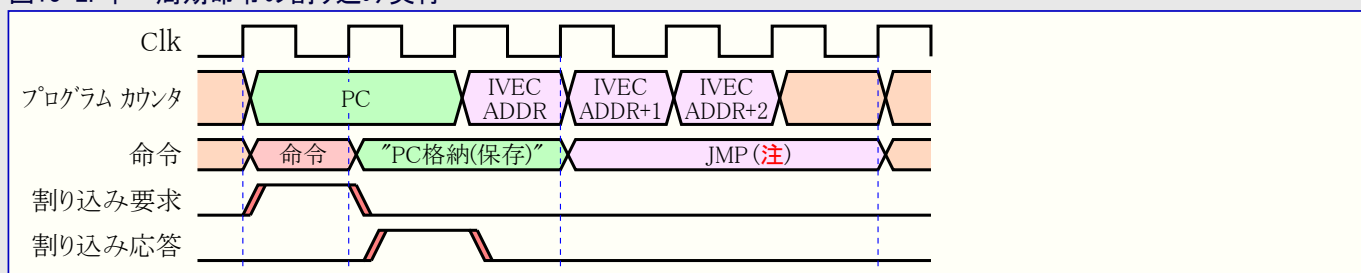 Clk
プログラム カウンタ
PC
IVEC ADDR
IVEC ADDR+1
IVEC ADDR+2
命令
命令
"PC格納(保存)"
JMP (注)
割り込み要求
割り込み応答